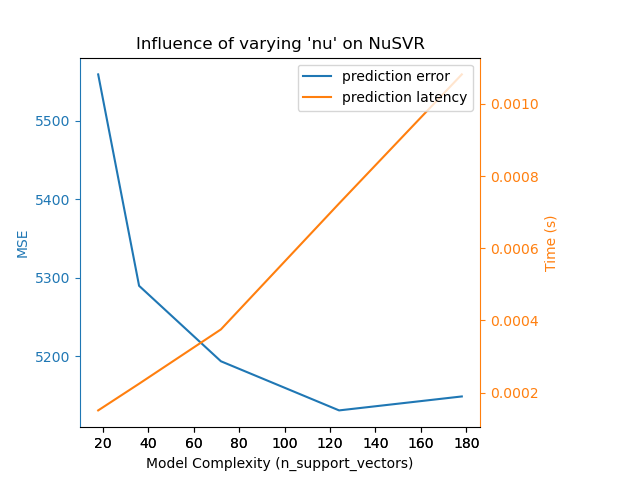 Influence of varying 'nu' on NuSVR
prediction error
prediction latency
5500
5400
5300
5200
MSE
0.0010
0.0008
0.0006
0.0004
0.0002
Time (s)
20 40 60 80 100 120 140 160 180
Model Complexity (n_support_vectors)